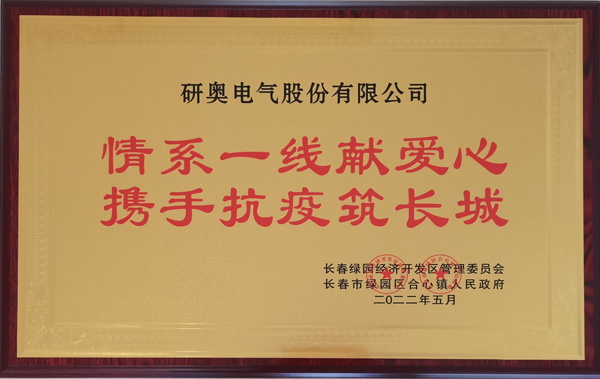 研奥电气股份有限公司
情系一线献爱心
携手抗疫筑长城
长春绿园经济开发区管理委员会
长春市绿园区合心镇人民政府
二〇二二年五月